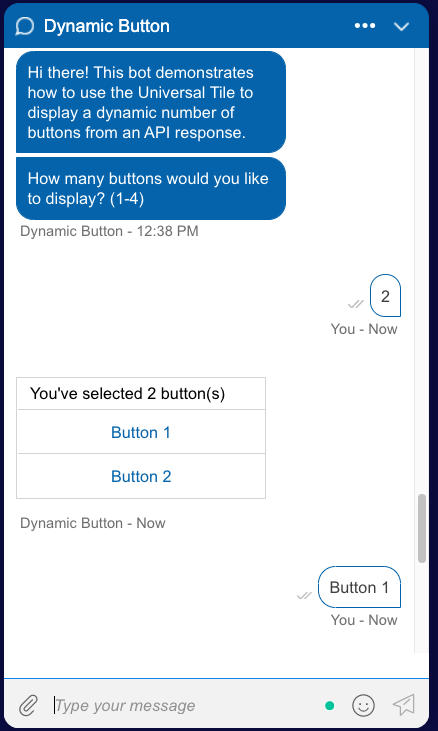 Dynamic Button
Hi there! This bot demonstrates
how to use the Universal Tile to
display a dynamic number of
buttons from an API response.
How many buttons would you like
to display? (1-4)
Dynamic Button - 12:38 PM
2
You - Now
You've selected 2 button(s)
Button 1
Button 2
Dynamic Button - Now
Button 1
You - Now
Type your message